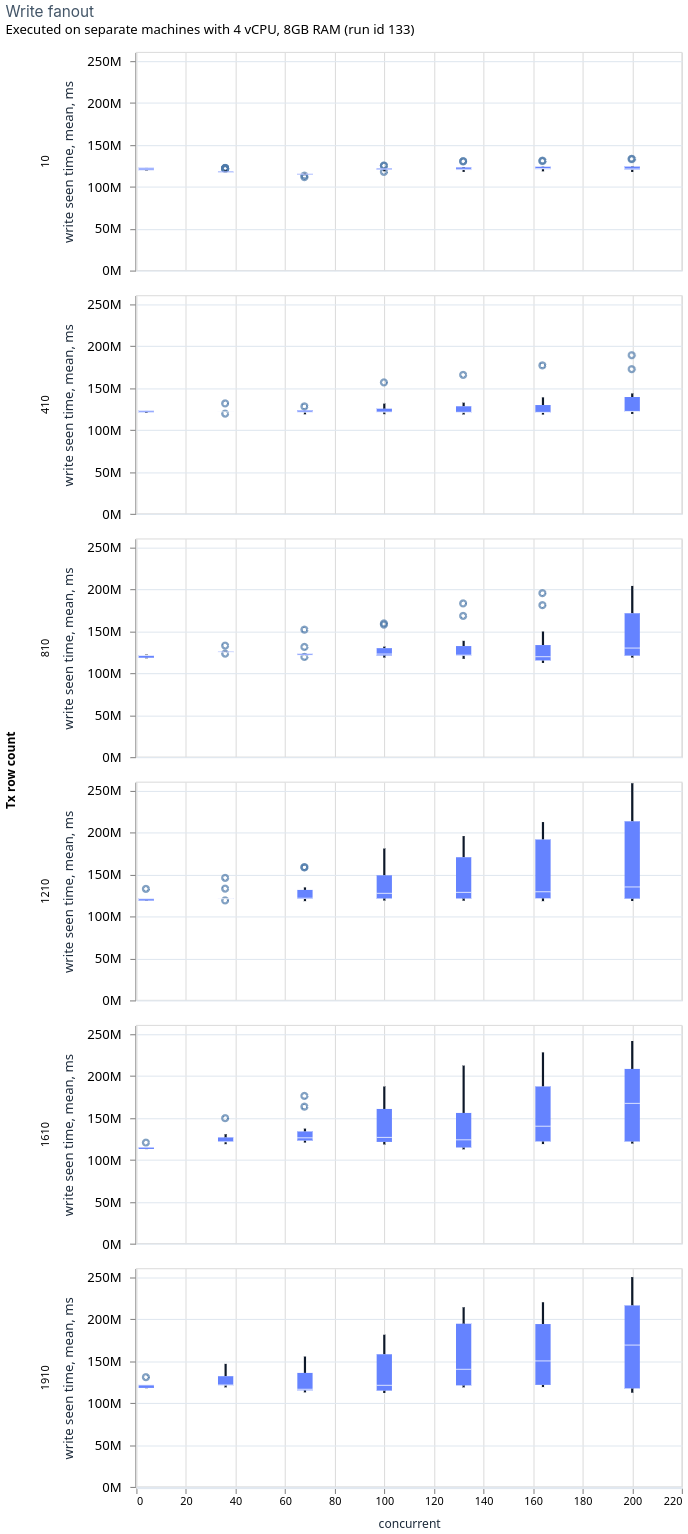 Write fanout
Executed on separate machines with 4 vCPU, 8GB RAM (run id 133)
Tx row count
10
write seen time, mean, ms
250M
200M
150M
100M
50M
0M
410
write seen time, mean, ms
250M
200M
150M
100M
50M
0M
810
write seen time, mean, ms
250M
200M
150M
100M
50M
0M
1210
write seen time, mean, ms
250M
200M
150M
100M
50M
0M
1610
write seen time, mean, ms
250M
200M
150M
100M
50M
0M
1910
write seen time, mean, ms
250M
200M
150M
100M
50M
0M
0 20 40 60 80 100 120 140 160 180 200 220
concurrent